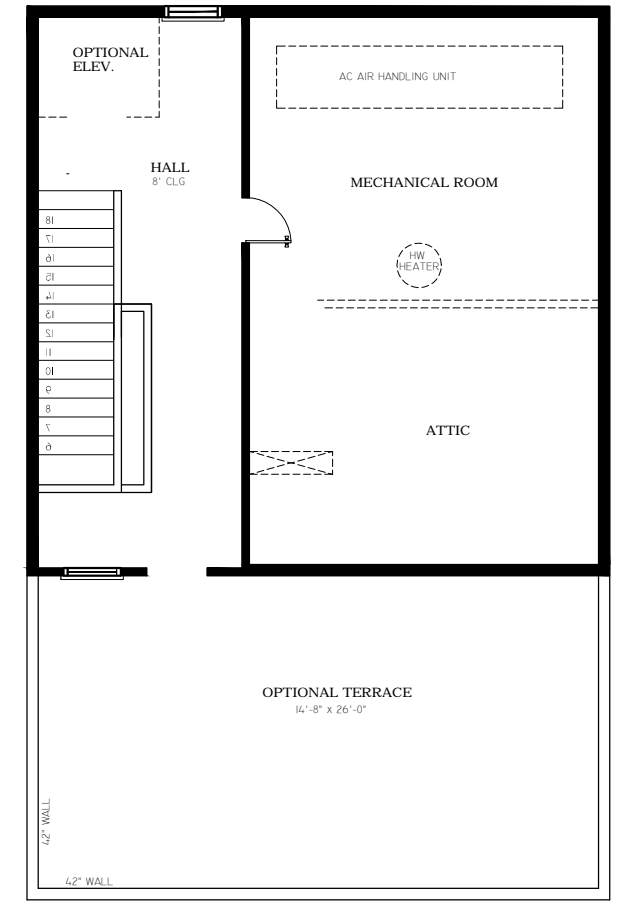 OPTIONAL
ELEV.
AC AIR HANDLING UNIT
HALL
8' CLG
MECHANICAL ROOM
18
17
16
15
14
13
12
11
10
9
8
7
6
HW
HEATER
ATTIC
OPTIONAL TERRACE
14'-8" X 26'-0"
42" WALL
42" WALL